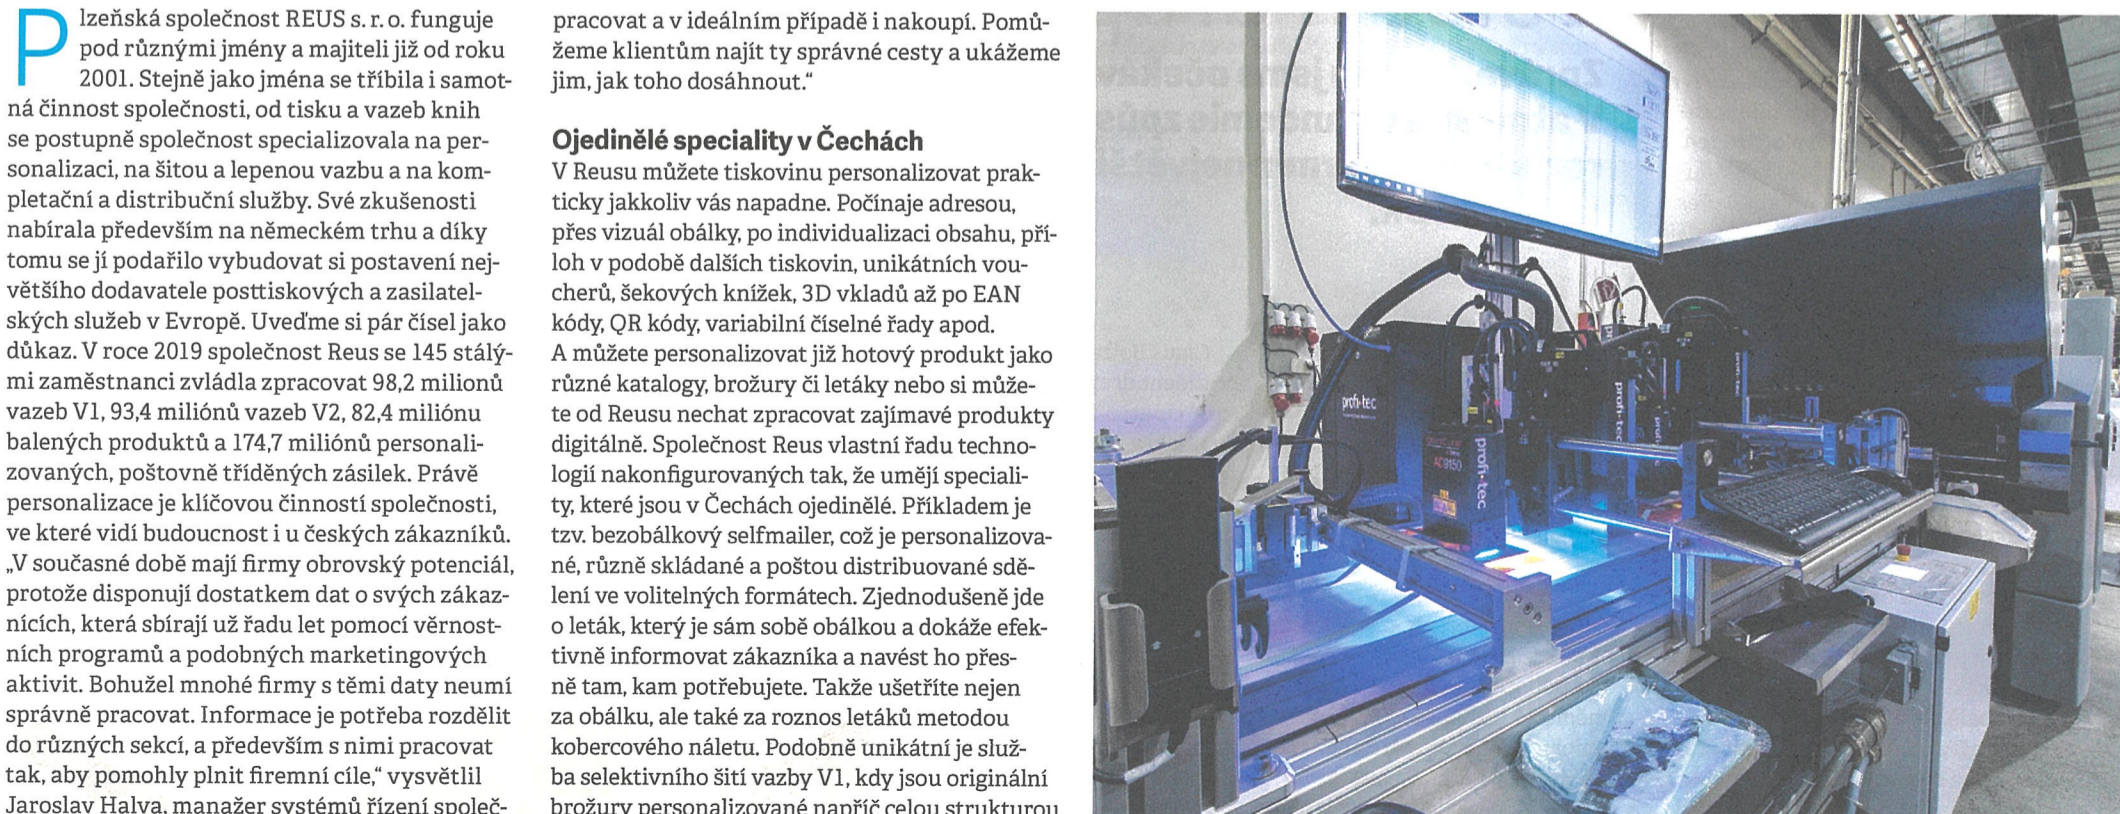 Plzeňská společnost REUS s. r. o. funguje
pod různými jmény a majiteli již od roku
2001. Stejně jako jména se tříbila i samot-
ná činnost společnosti, od tisku a vazeb knih
se postupně společnost specializovala na per-
sonalizaci, na šitou a lepenou vazbu a na kom-
pletační a distribuční služby. Své zkušenosti
nabírala především na německém trhu a díky
tomu se jí podařilo vybudovat si postavení nej-
většího dodavatele posttiskových a zasilatel-
ských služeb v Evropě. Uveďme si pár čísel jako
důkaz. V roce 2019 společnost Reus se 145 stálý-
mi zaměstnanci zvládla zpracovat 98,2 milionů
vazeb V1, 93,4 miliónů vazeb V2, 82,4 miliónu
balených produktů a 174,7 miliónů personali-
zovaných, poštovně tříděných zásilek. Právě
personalizace je klíčovou činností společnosti,
ve které vidí budoucnost i u českých zákazníků.
„V současné době mají firmy obrovský potenciál,
protože disponují dostatkem dat o svých zákaz-
nících, která sbírají už řadu let pomocí věrnost-
ních programů a podobných marketingových
aktivit. Bohužel mnohé firmy s těmi daty neumí
správně pracovat. Informace je potřeba rozdělit
do různých sekcí, a především s nimi pracovat
tak, aby pomohly plnit firemní cíle,“ vysvětlil
Jaroslav Halva, manažer systémů řízení společ-
pracovat a v ideálním případě i nakoupí. Pomů-
žeme klientům najít ty správné cesty a ukážeme
jim, jak toho dosáhnout.“
Ojedinělé speciality v Čechách
V Reusu můžete tiskovinu personalizovat prak-
ticky jakkoliv vás napadne. Počínaje adresou,
přes vizuál obálky, po individualizaci obsahu, pří-
loh v podobě dalších tiskovin, unikátních vou-
cherů, šekových knížek, 3D vkladů až po EAN
kódy, QR kódy, variabilní číselné řady apod.
A můžete personalizovat již hotový produkt jako
různé katalogy, brožury či letáky nebo si může-
te od Reusu nechat zpracovat zajímavé produkty
digitálně. Společnost Reus vlastní řadu techno-
logií nakonfigurovaných tak, že umějí speciali-
ty, které jsou v Čechách ojedinělé. Příkladem je
tzv. bezobálkový selfmailer, což je personalizova-
né, různě skládané a poštou distribuované sdě-
lení ve volitelných formátech. Zjednodušeně jde
o leták, který je sám sobě obálkou a dokáže efek-
tivně informovat zákazníka a navést ho přes-
ně tam, kam potřebujete. Takže ušetříte nejen
za obálku, ale také za roznos letáků metodou
kobercového náletu. Podobně unikátní je služ-
ba selektivního šití vazby V1, kdy jsou originální
brožury personalizované napříč celou strukturou
profi-tec
AC8150
profi-tec
profi-tec
profi-tec